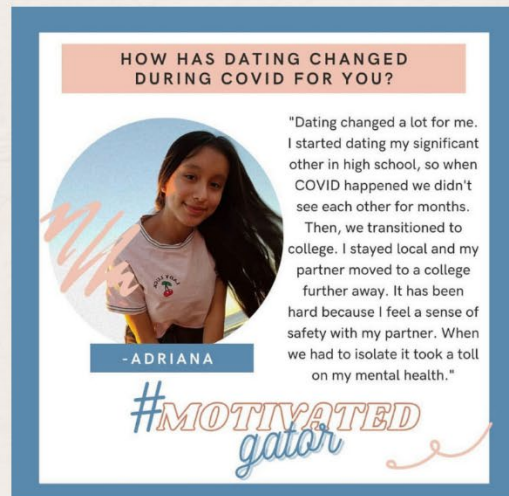 HOW HAS DATING CHANGED
DURING COVID FOR YOU?
"Dating changed a lot for me.
I started dating my significant
other in high school, so when
COVID happened we didn't
see each other for months.
Then, we transitioned to
college. I stayed local and my
partner moved to a college
further away. It has been
hard because I feel a sense of
safety with my partner. When
we had to isolate it took a toll
on my mental health."
-ADRIANA
#MOTIVATED
gator